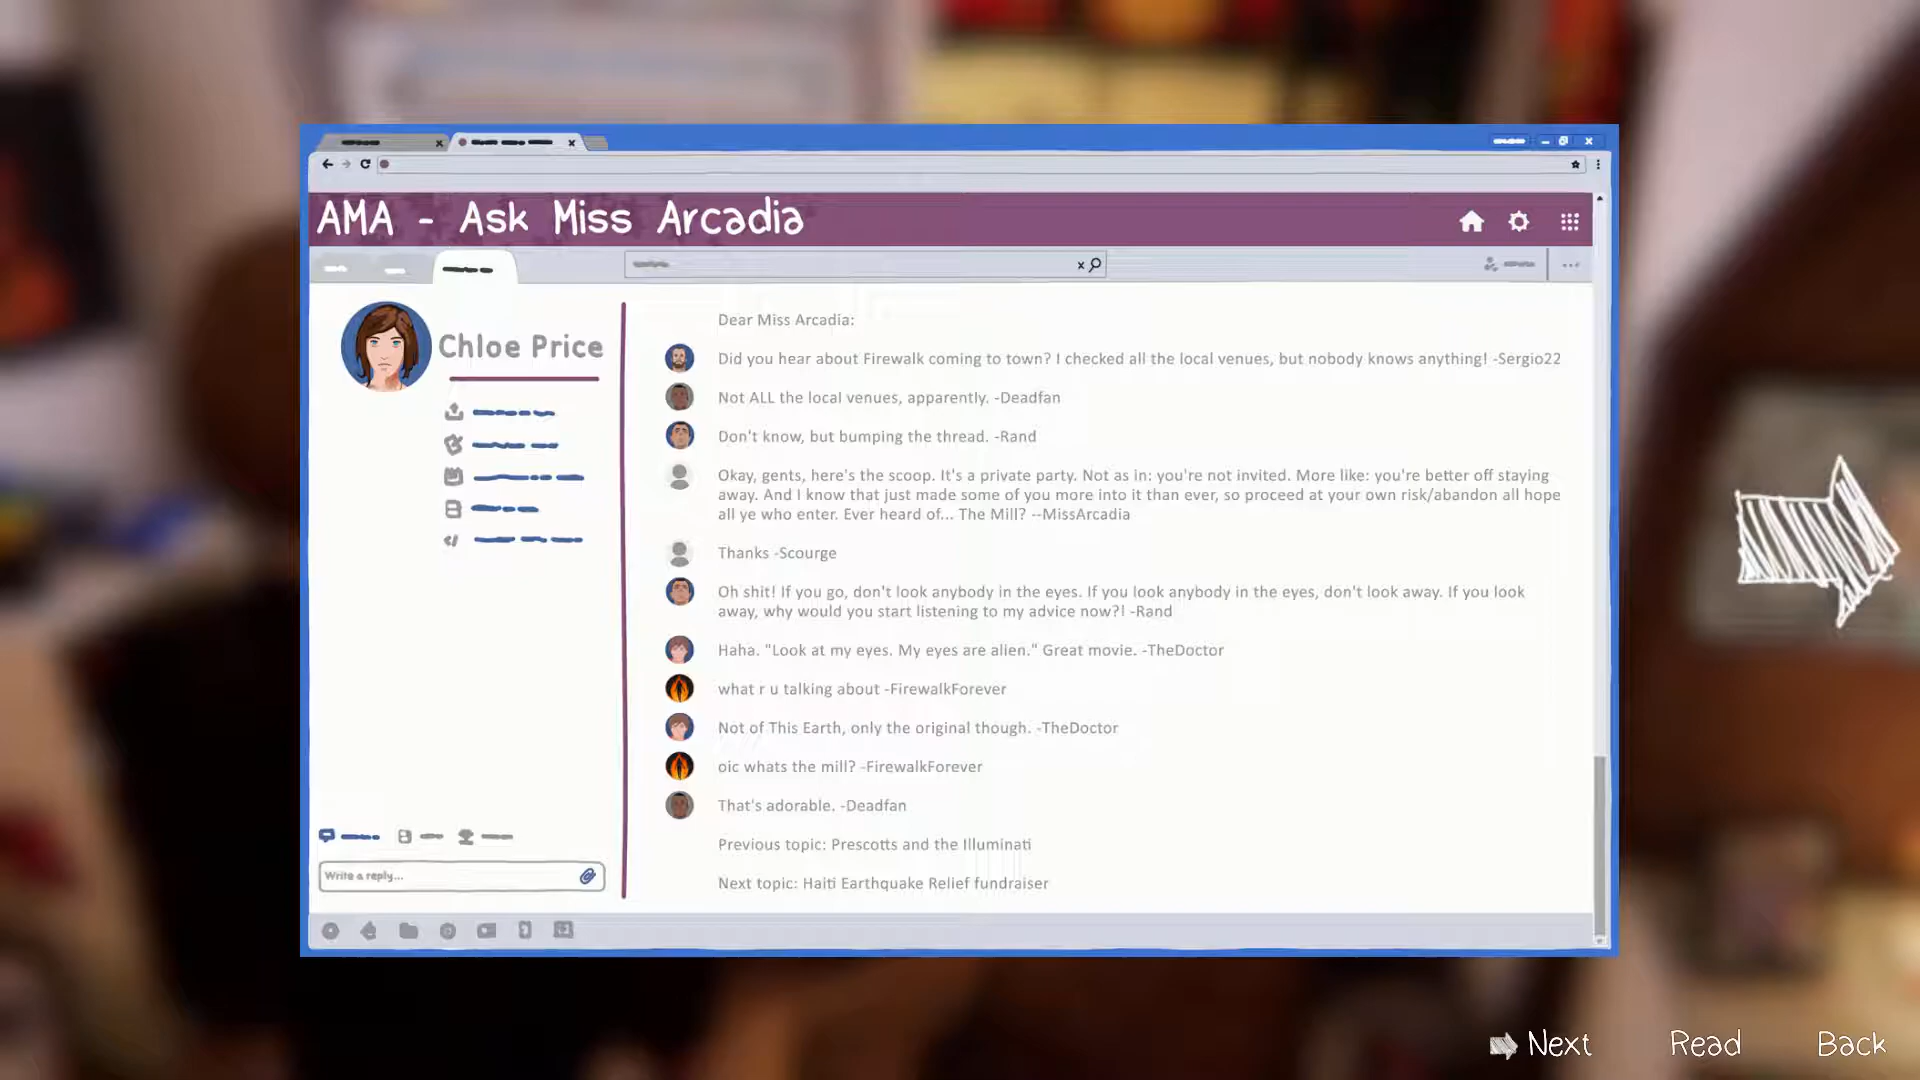 AMA - Ask Miss Arcadia
Chloe Price
Dear Miss Arcadia:
Did you hear about Firewalk coming to town? I checked all the local venues, but nobody knows anything! -Sergio22
Not ALL the local venues, apparently. -Deadfan
Don't know, but bumping the thread. -Rand
Okay, gents, here's the scoop. It's a private party. Not as in: you're not invited. More like: you're better off staying
away. And I know that just made some of you more into it than ever, so proceed at your own risk/abandon all hope
all ye who enter. Ever heard of... The Mill? --MissArcadia
Thanks -Scourge
Oh shit! If you go, don't look anybody in the eyes. If you look anybody in the eyes, don't look away. If you look
away, why would you start listening to my advice now?! -Rand
Haha. "Look at my eyes. My eyes are alien." Great movie. -TheDoctor
what r u talking about -FirewalkForever
Not of This Earth, only the original though. -TheDoctor
oic whats the mill? -FirewalkForever
That's adorable. -Deadfan
Previous topic: Prescotts and the Illuminati
Next topic: Haiti Earthquake Relief fundraiser
Write a reply...
Next
Read
Back